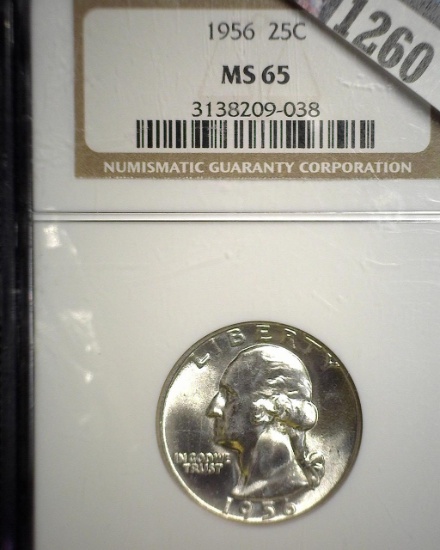 1956 25C
MS 65
3138209-038
NUMISMATIC GUARANTY CORPORATION
1260
LIBERTY
IN GOD WE
TRUST
1956